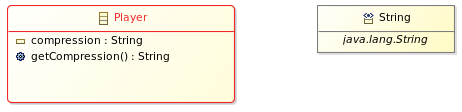 Player
compression : String
getCompression() : String
String
java.lang.String